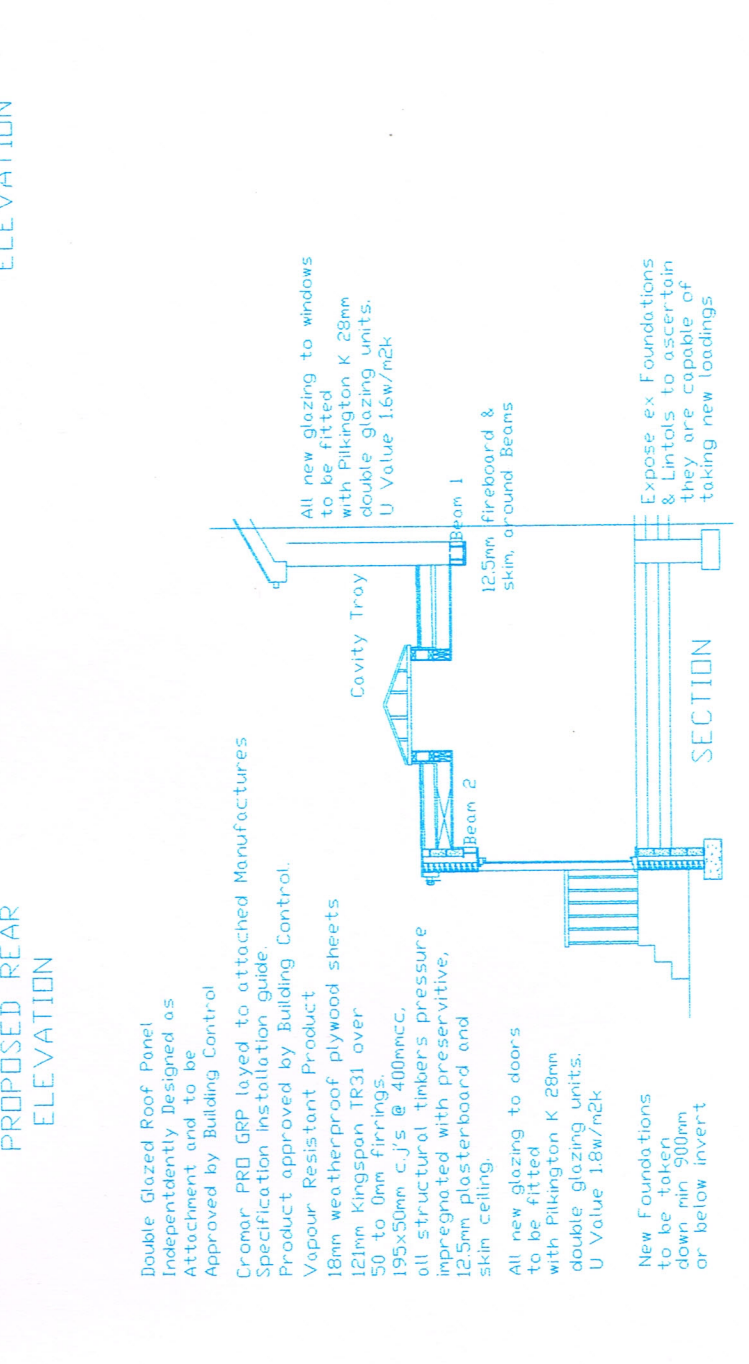 PROPOSED REAR
ELEVATION
ELEVATION
Double Glazed Roof Panel
Indepentdently Designed as
Attachment and to be
Approved by Building Control
Cromar PRO GRP layed to attached Manufactures
Specification Installation guide.
Product approved by Building Control.
Vapour Resistant Product
18mm weatherproof plywood sheets
121mm Kingspan TR31 over
50 to 0mm firrings.
195x50mm c.j's @ 400mmcc,
all structural timbers pressure
impregnated with preservitive,
12.5mm plasterboard and
skim ceiling.
All new glazing to doors
to be fitted
with Pilkington K 28mm
double glazing units.
U Value 1.8w/m2k
New Foundations
to be taken
down min 900mm
or below invert
Beam 2
Cavity Tray
All new glazing to windows
to be fitted
with Pilkington K 28mm
double glazing units.
U Value 1.6w/m2k
Beam 1
12.5mm fireboard &
skim, around Beams
Expose ex Foundations
& Lintols to ascertain
they are capable of
taking new loadings
SECTION